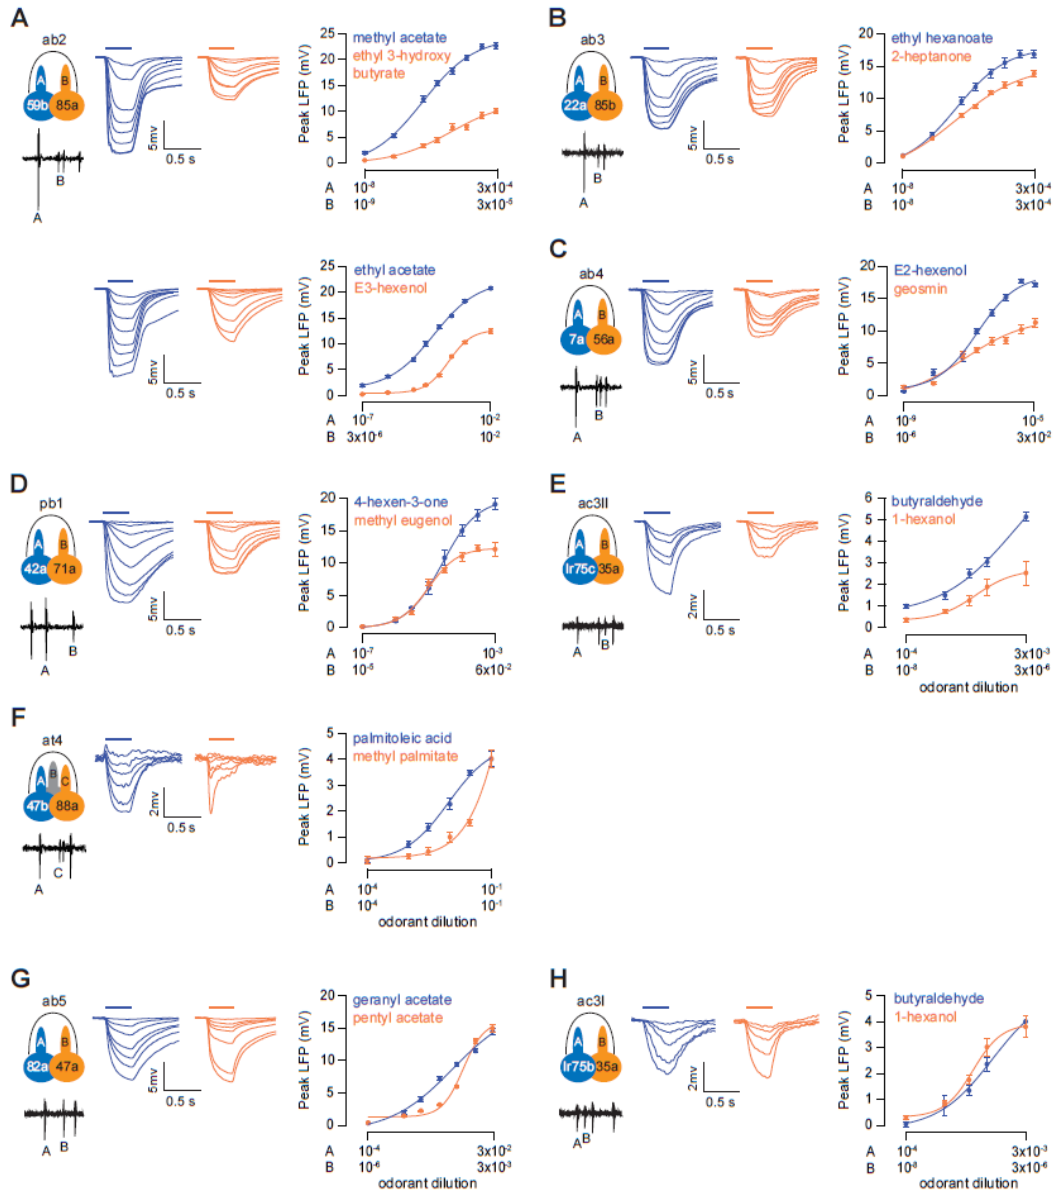 A
ab2
A
B
59b
85a
B
A
5mv
0.5 s
Peak LFP (mV)
25
20
15
10
5
0
methyl acetate
ethyl 3-hydroxy
butyrate
A 10⁻⁸ 3x10⁻⁴
B 10⁻⁹ 3x10⁻⁵
5mv
0.5 s
Peak LFP (mV)
25
20
15
10
5
0
ethyl acetate
E3-hexenol
A 10⁻⁷ 10⁻²
B 3x10⁻⁶ 10⁻²
B
ab3
A
B
22a
85b
B
A
5mv
0.5 s
Peak LFP (mV)
20
15
10
5
0
ethyl hexanoate
2-heptanone
A 10⁻⁸ 3x10⁻⁴
B 10⁻⁸ 3x10⁻⁴
C
ab4
A
B
7a
56a
B
A
5mv
0.5 s
Peak LFP (mV)
20
15
10
5
0
E2-hexenol
geosmin
A 10⁻⁹ 10⁻⁵
B 10⁻⁶ 3x10⁻²
D
pb1
A
B
42a
71a
B
A
5mv
0.5 s
Peak LFP (mV)
20
15
10
5
0
4-hexen-3-one
methyl eugenol
A 10⁻⁷ 10⁻³
B 10⁻⁵ 6x10⁻²
E
ac3II
A
B
Ir75c
35a
A
B
2mv
0.5 s
Peak LFP (mV)
6
5
4
3
2
1
0
butyraldehyde
1-hexanol
A 10⁻⁴ 3x10⁻³
B 10⁻⁸ 3x10⁻⁶
odorant dilution
F
at4
A
B
C
47b
88a
C
A
2mv
0.5 s
Peak LFP (mV)
5
4
3
2
1
0
palmitoleic acid
methyl palmitate
A 10⁻⁴ 10⁻¹
B 10⁻⁴ 10⁻¹
odorant dilution
G
ab5
A
B
82a
47a
A
B
5mv
0.5 s
Peak LFP (mV)
20
15
10
5
0
geranyl acetate
pentyl acetate
A 10⁻⁴ 3x10⁻²
B 10⁻⁶ 3x10⁻³
odorant dilution
H
ac3I
A
B
Ir75b
35a
A
B
2mv
0.5 s
Peak LFP (mV)
5
4
3
2
1
0
butyraldehyde
1-hexanol
A 10⁻⁴ 3x10⁻³
B 10⁻⁸ 3x10⁻⁶
odorant dilution